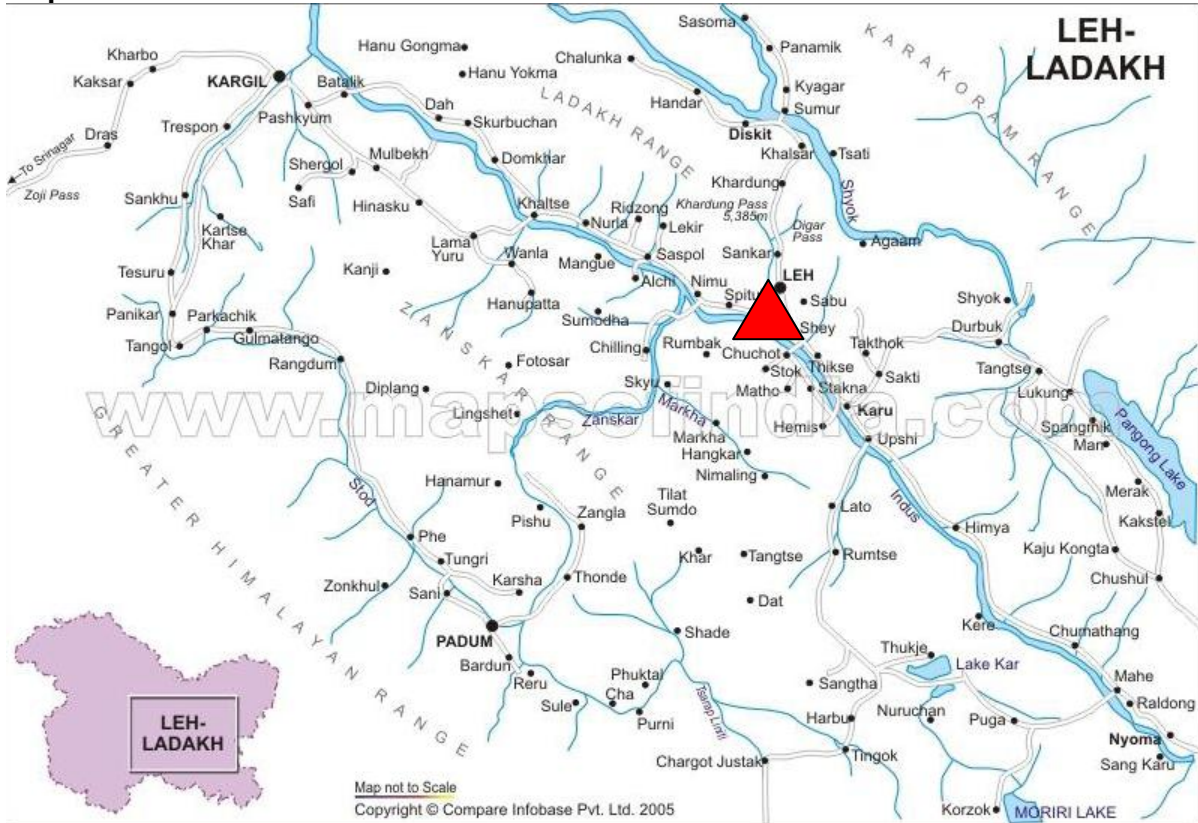 LEH-
LADAKH
Sasoma
Panamik
Kharbo
Hanu Gongma
Chalunka
Kaksar
KARGIL
Batalik
Hanu Yokma
Kyagar
Handar
Sumur
KARAKORAM RANGE
LADAKH RANGE
Dah
Trespon
Pashkyum
Skurbuchan
Diskit
Dras
To Srinagar
Zoji Pass
Shergol
Mulbekh
Domkhar
Khalsar
Tsati
Khardung
Shyok
Sankhu
Safi
Hinasku
Khaltse
Ridzong
Khardung Pass
5,385m
Kartse
Khar
Nurla
Lekir
Digar
Pass
Lama
Yuru
Wanla
Mangue
Saspol
Sankar
Agaam
Tesuru
Kanji
Alchi
Nimu
LEH
Hanupatta
Spitu
Sabu
Shyok
Panikar
Parkachik
ZANSKAR RANGE
Sumodha
Shey
Durbuk
Tangol
Gulmatango
Chilling
Rumbak
Chuchot
Takthok
Rangdum
Fotosar
Stok
Thikse
Tangtse
Diplang
Skyu
Matho
Stakna
Sakti
Lukung
www.mapsofindia.com
Lingshet
Zanskar
Markha
Karu
Pangong Lake
Markha
Hangkar
Hemis
Upshi
Spangmik
Man
GREATER HIMALAYAN RANGE
Nimaling
Stod
Hanamur
Tilat
Sumdo
Indus
Merak
Pishu
Zangla
Lato
Himya
Kakstet
Phe
Khar
Tangtse
Rumtse
Kaju Kongta
Tungri
Karsha
Thonde
Chushul
Zonkhul
Sani
Dat
PADUM
Shade
Kere
Chumathang
Bardun
Thukje
Lake Kar
Reru
Phuktal
Cha
Sangtha
Mahe
Sule
Tsarap Lingti
Nuruchan
Raldong
Purni
Harbu
Puga
LEH-
LADAKH
Nyoma
Chargot Justak
Tingok
Sang Karu
Map not to Scale
Copyright © Compare Infobase Pvt. Ltd. 2005
Korzok
MORIRI LAKE